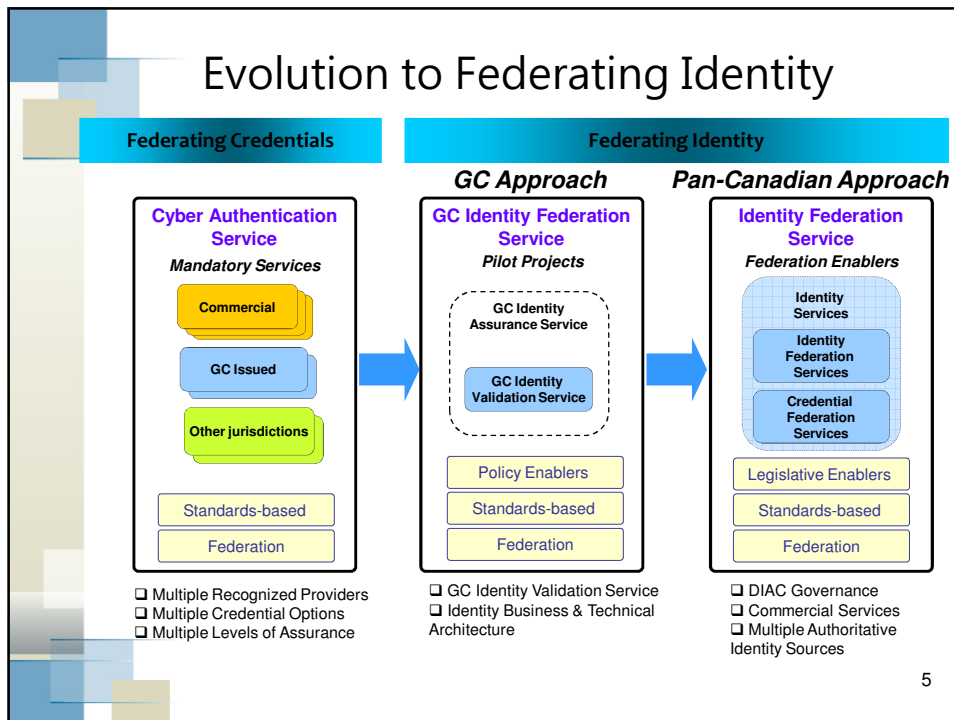 Evolution to Federating Identity
Federating Credentials
Federating Identity
GC Approach
Pan-Canadian Approach
Cyber Authentication
Service
Mandatory Services
Commercial
GC Issued
Other jurisdictions
Standards-based
Federation
❑ Multiple Recognized Providers
❑ Multiple Credential Options
❑ Multiple Levels of Assurance
GC Identity Federation
Service
Pilot Projects
GC Identity
Assurance Service
GC Identity
Validation Service
Policy Enablers
Standards-based
Federation
❑ GC Identity Validation Service
❑ Identity Business & Technical
Architecture
Identity Federation
Service
Federation Enablers
Identity
Services
Identity
Federation
Services
Credential
Federation
Services
Legislative Enablers
Standards-based
Federation
❑ DIAC Governance
❑ Commercial Services
❑ Multiple Authoritative
Identity Sources
5